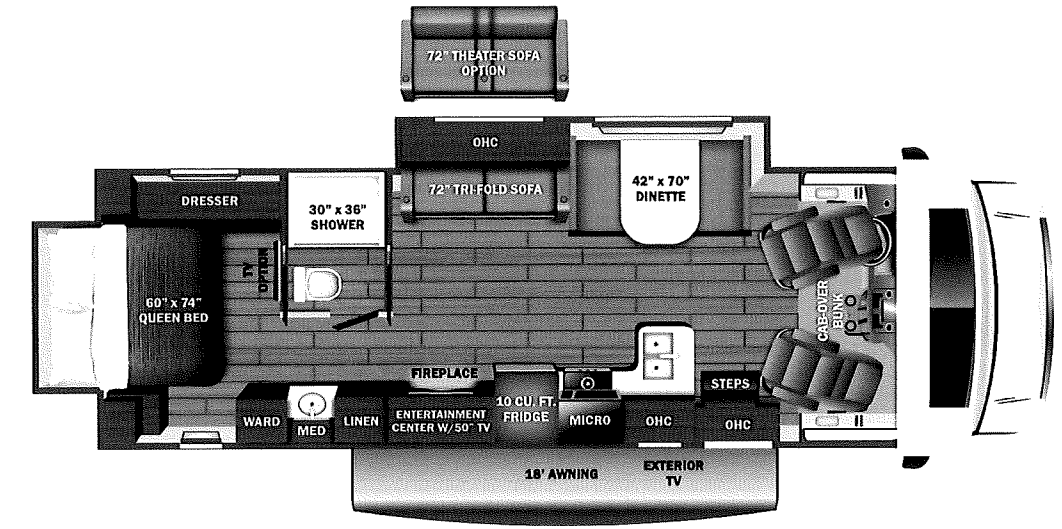 72" THEATER SOFA
OPTION
OHC
72" TRI-FOLD SOFA
42" x 70"
DINETTE
DRESSER
30" x 36"
SHOWER
TV
OPTION
60" x 74"
QUEEN BED
CAB-OVER
BUNK
FIREPLACE
WARD
MED
LINEN
ENTERTAINMENT
CENTER W/50" TV
10 CU. FT.
FRIDGE
MICRO
OHC
STEPS
OHC
18' AWNING
EXTERIOR
TV